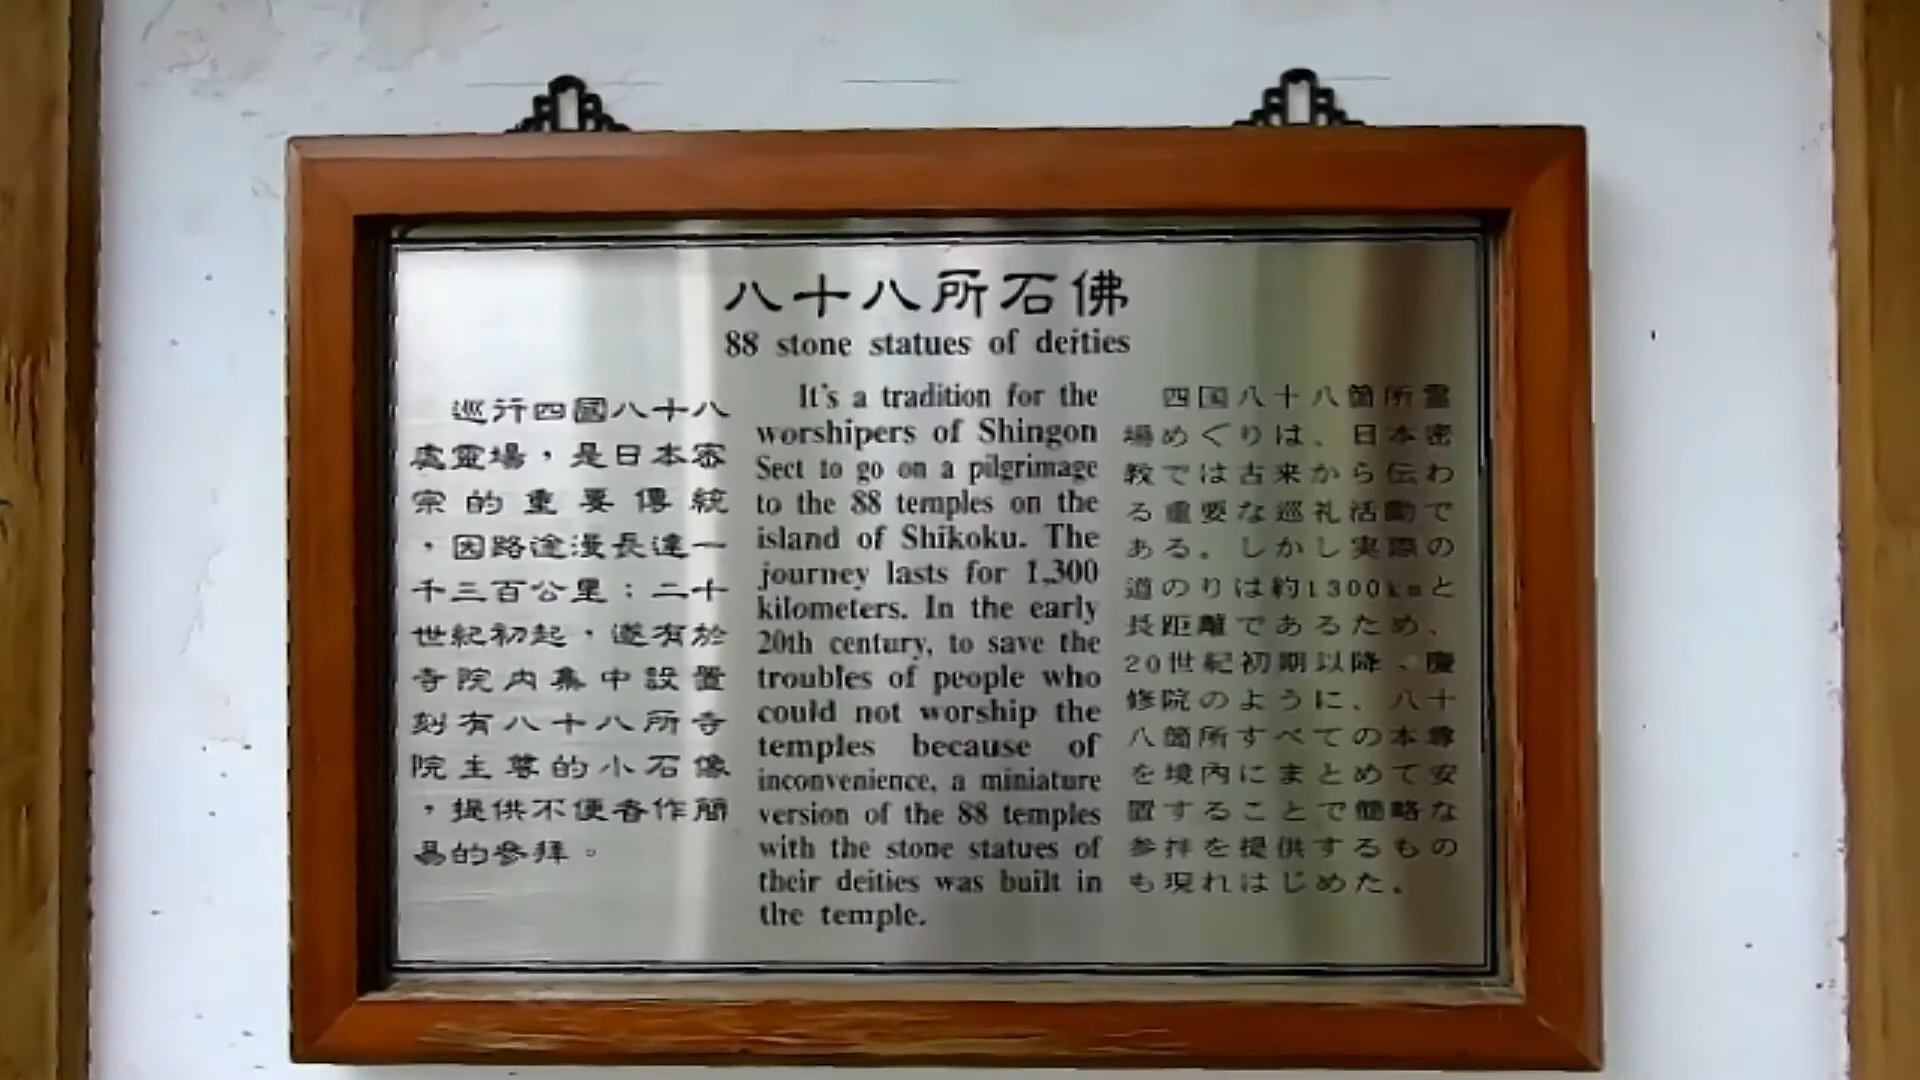 八十八所石佛
88 stone statues of deities
巡行四國八十八
處靈場，是日本密
宗的重要傳統
，因路途漫長達一
千三百公里；二十
世紀初起，遂有於
寺院內集中設置
刻有八十八所寺
院主尊的小石像
，提供不便者作簡
易的參拜。
It's a tradition for the
worshipers of Shingon
Sect to go on a pilgrimage
to the 88 temples on the
island of Shikoku. The
journey lasts for 1,300
kilometers. In the early
20th century, to save the
troubles of people who
could not worship the
temples because of
inconvenience, a miniature
version of the 88 temples
with the stone statues of
their deities was built in
the temple.
四国八十八箇所霊
場めぐりは、日本密
教では古来から伝わ
る重要な巡礼活動で
ある。しかし実際の
道のりは約1300kmと
長距離であるため、
20世紀初期以降、慶
修院のように、八十
八箇所すべての本尊
を境内にまとめて安
置することで簡略な
参拝を提供するもの
も現れはじめた。